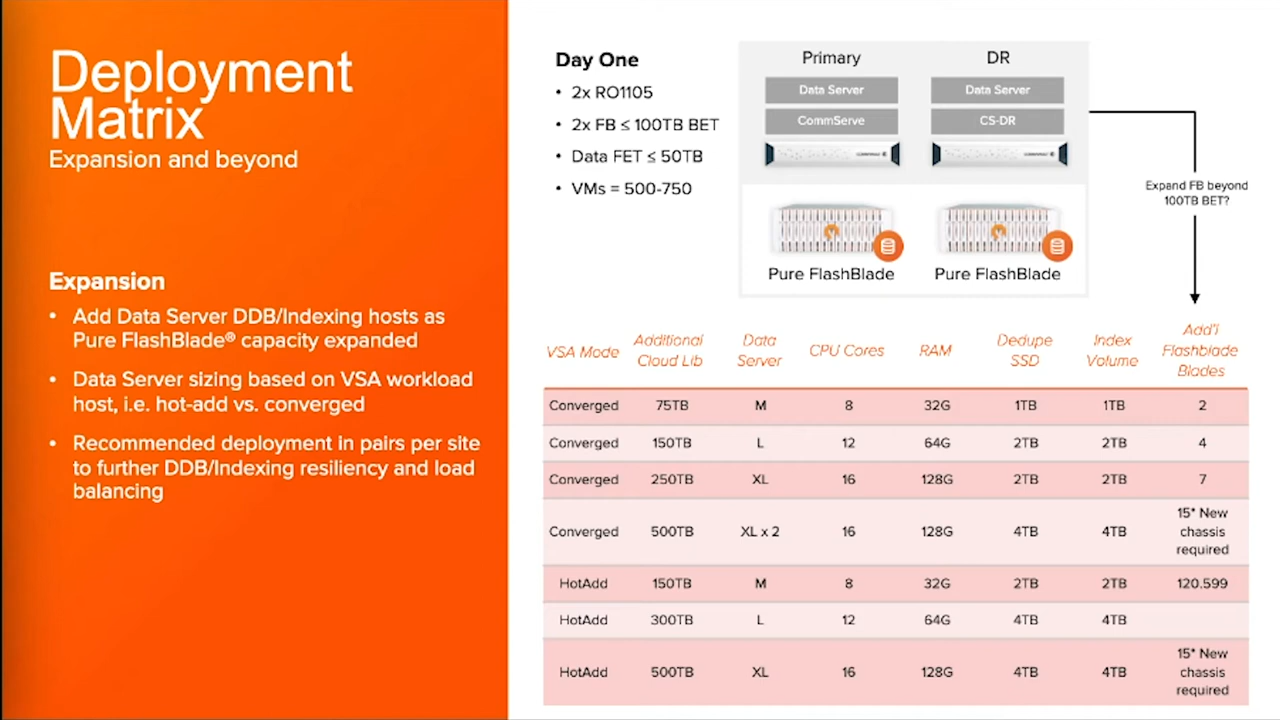 Deployment
Matrix
Expansion and beyond
Expansion
• Add Data Server DDB/Indexing hosts as
Pure FlashBlade® capacity expanded
• Data Server sizing based on VSA workload
host, i.e. hot-add vs. converged
• Recommended deployment in pairs per site
to further DDB/Indexing resiliency and load
balancing
Day One
• 2x RO1105
• 2x FB ≤ 100TB BET
• Data FET ≤ 50TB
• VMs = 500-750
Primary DR
Data Server Data Server
CommServe CS-DR
Pure FlashBlade Pure FlashBlade
Expand FB beyond
100TB BET?
VSA Mode Additional Cloud Lib Data Server CPU Cores RAM Dedupe SSD Index Volume Add'l Flashblade Blades
Converged 75TB M 8 32G 1TB 1TB 2
Converged 150TB L 12 64G 2TB 2TB 4
Converged 250TB XL 16 128G 2TB 2TB 7
Converged 500TB XL x 2 16 128G 4TB 4TB 15* New chassis required
HotAdd 150TB M 8 32G 2TB 2TB 120.599
HotAdd 300TB L 12 64G 4TB 4TB
HotAdd 500TB XL 16 128G 4TB 4TB 15* New chassis required